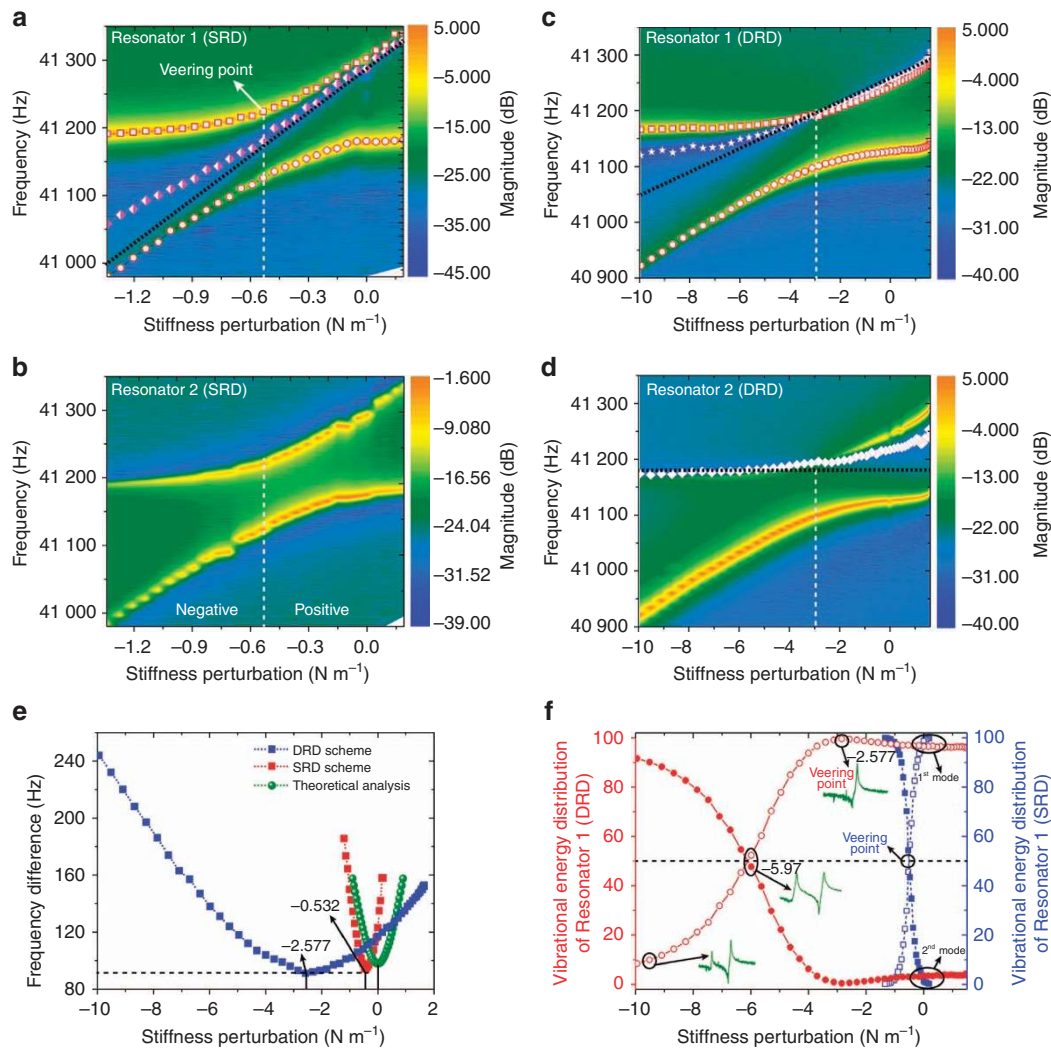 a
Resonator 1 (SRD)
Veering point
41 300
41 200
41 100
41 000
Frequency (Hz)
−1.2 −0.9 −0.6 −0.3 0.0
Stiffness perturbation (N m⁻¹)
5.000
−5.000
−15.00
−25.00
−35.00
−45.00
Magnitude (dB)
c
Resonator 1 (DRD)
41 300
41 200
41 100
41 000
40 900
Frequency (Hz)
−10 −8 −6 −4 −2 0
Stiffness perturbation (N m⁻¹)
5.000
−4.000
−13.00
−22.00
−31.00
−40.00
Magnitude (dB)
b
Resonator 2 (SRD)
41 300
41 200
41 100
41 000
Frequency (Hz)
Negative Positive
−1.2 −0.9 −0.6 −0.3 0.0
Stiffness perturbation (N m⁻¹)
−1.600
−9.080
−16.56
−24.04
−31.52
−39.00
Magnitude (dB)
d
Resonator 2 (DRD)
41 300
41 200
41 100
41 000
40 900
Frequency (Hz)
−10 −8 −6 −4 −2 0
Stiffness perturbation (N m⁻¹)
5.000
−4.000
−13.00
−22.00
−31.00
−40.00
Magnitude (dB)
e
DRD scheme
SRD scheme
Theoretical analysis
240
200
160
120
80
Frequency difference (Hz)
−0.532
−2.577
−10 −8 −6 −4 −2 0 2
Stiffness perturbation (N m⁻¹)
f
100
80
60
40
20
0
Vibrational energy distribution
of Resonator 1 (DRD)
−2.577
Veering
point
1st mode
Veering
point
−5.97
2nd mode
−10 −8 −6 −4 −2 0
Stiffness perturbation (N m⁻¹)
100
80
60
40
20
0
Vibrational energy distribution
of Resonator 1 (SRD)